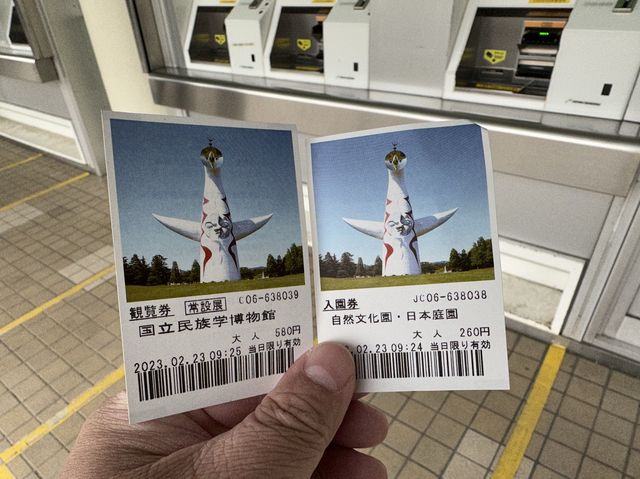 観覧券 常設展 C06-638039
国立民族学博物館
大人 580円
2023.02.23 09:25 当日限り有効
入園券 JC06-638038
自然文化園・日本庭園
大人 260円
02.23 09:24 当日限り有効